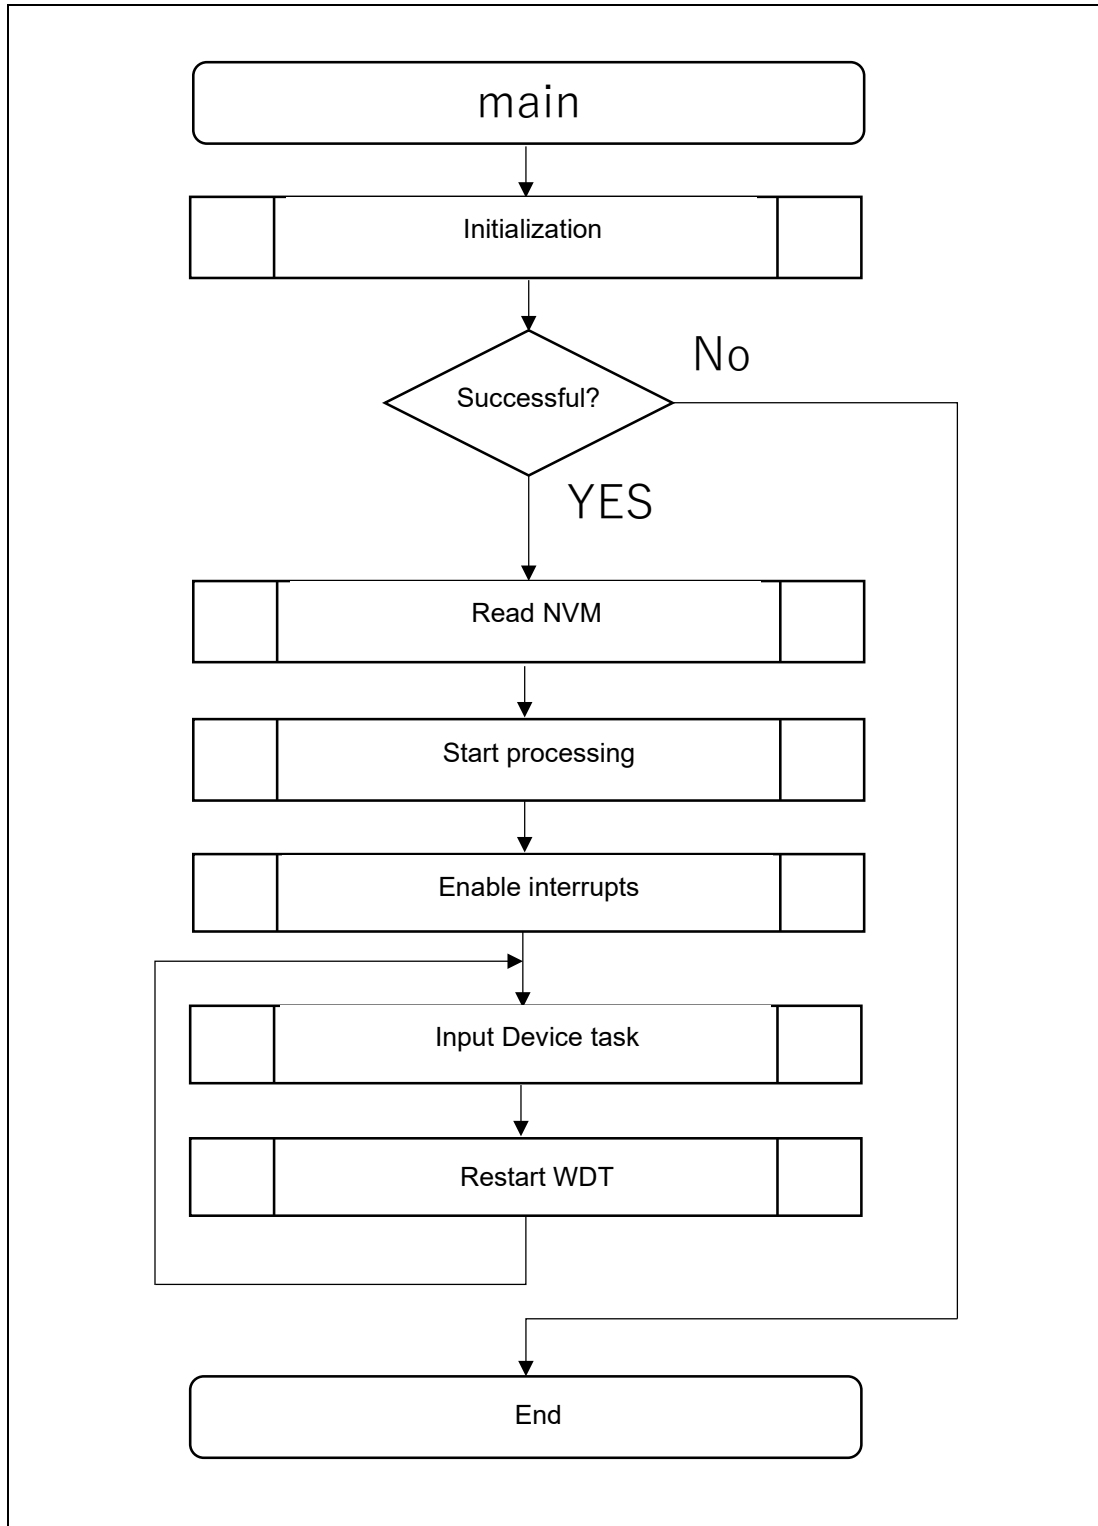 main
Initialization
No
Successful?
YES
Read NVM
Start processing
Enable interrupts
Input Device task
Restart WDT
End